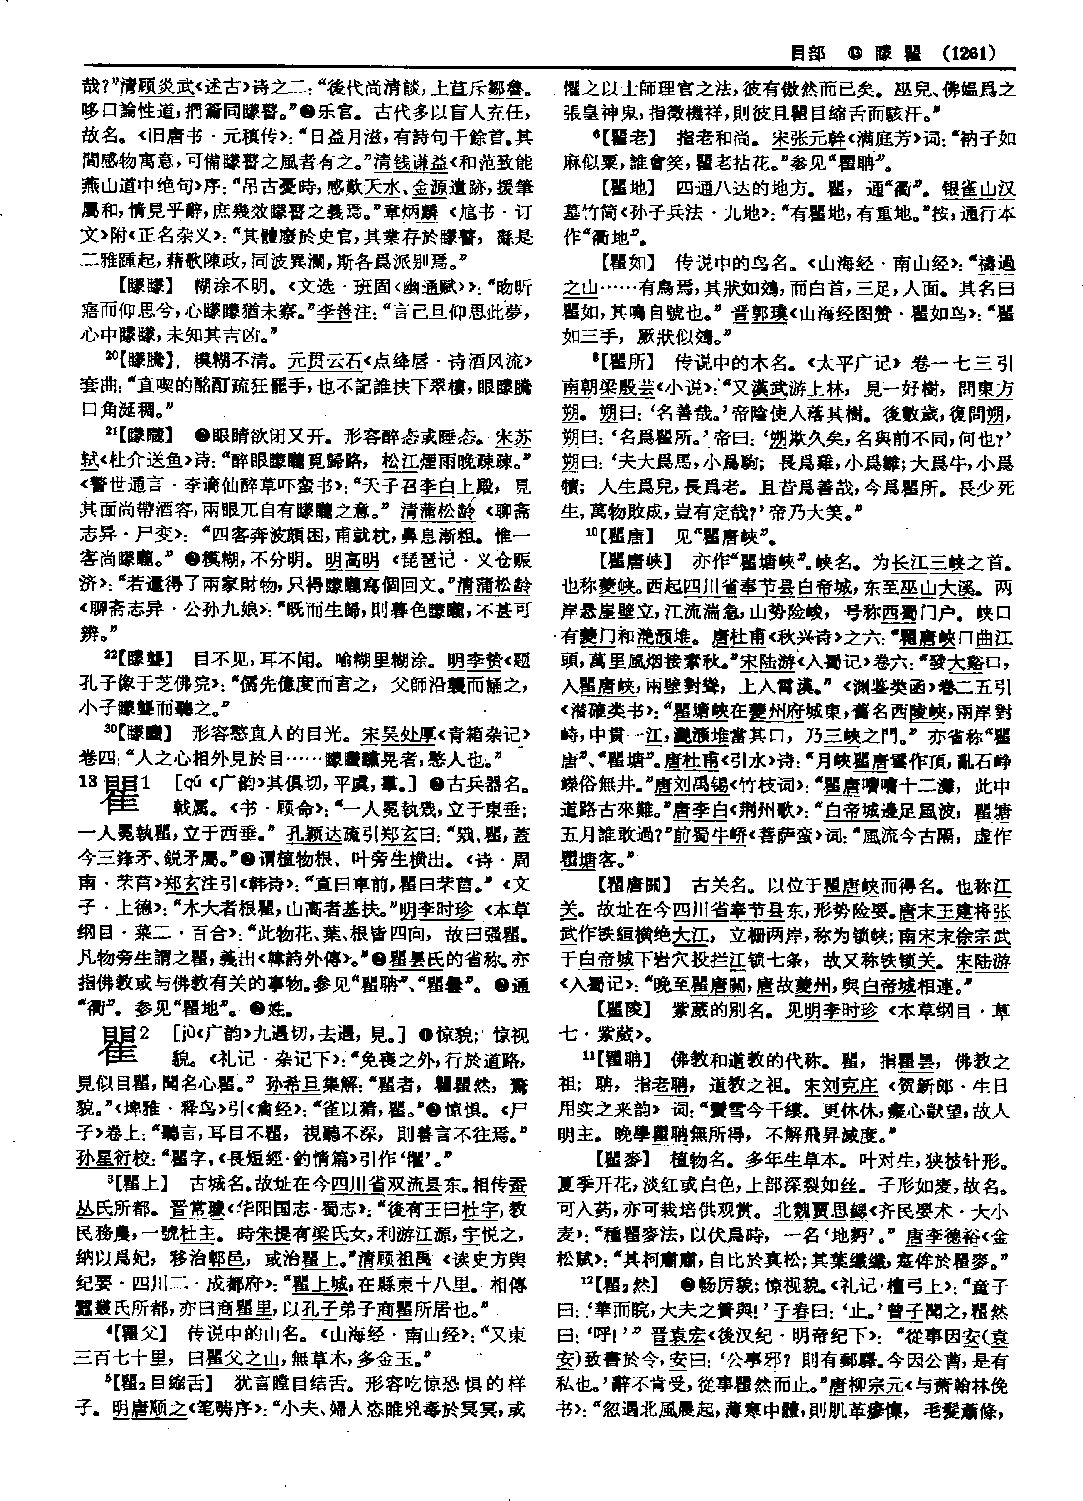 目部 ⑬ 矇 瞿 (1261)
哉?”清顾炎武《述古》诗之二:“後代尚清談,上直斥鄒魯。
哆口論性道,捫籥同矇瞽。”❸乐官。古代多以盲人充任,
故名。《旧唐书·元稹传》:“日益月滋,有詩句千餘首。其
間感物寓意,可備矇瞽之風者有之。”清钱谦益《和范致能
燕山道中绝句》序:“弔古憂時,感歎天水、金源遺跡,援筆
屬和,情見乎辭,庶幾效矇瞽之義焉。”章炳麟《訄书·订
文》附《正名杂义》:“其體廢於史官,其業存於矇瞽,繇是
二雅踵起,藉歌陳政,同波異瀾,斯各爲派别焉。”
【矇矇】 糊涂不明。《文选·班固〈幽通赋〉》:“昒昕
寤而仰思兮,心矇矇猶未察。”李善注:“言己旦仰思此夢,
心中矇矇,未知其吉凶。”
20【矇騰】 模糊不清。元贯云石《点绛唇·诗酒风流》
套曲:“直喫的酩酊疏狂罷手,也不記誰扶下翠樓,眼矇騰
口角涎稠。”
21【矇矓】 ❶眼睛欲闭又开。形容醉态或睡态。宋苏
轼《杜介送鱼》诗:“醉眼矇矓覓歸路,松江煙雨晚疎疎。”
《警世通言·李谪仙醉草吓蛮书》:“天子召李白上殿,見
其面尚帶酒容,兩眼兀自有矇矓之意。”清蒲松龄《聊斋
志异·尸变》:“四客奔波頗困,甫就枕,鼻息漸粗。惟一
客尚矇矓。”❷模糊,不分明。明高明《琵琶记·义仓赈
济》:“若還得了兩家財物,只得矇矓寫個回文。”清蒲松龄
《聊斋志异·公孙九娘》:“既而生歸,則暮色矇矓,不甚可
辨。”
22【矇聾】 目不见,耳不闻。喻糊里糊涂。明李贽《题
孔子像于芝佛院》:“儒先億度而言之,父師沿襲而誦之,
小子矇聾而聽之。”
30【矇矓】 形容憨直人的目光。宋吴处厚《青箱杂记》
卷四:“人之心相外見於目……矇矓<br>晃者,憨人也。”
13 瞿1 [qú《广韵》其俱切,平虞,羣。] ❶古兵器名。
戟属。《书·顾命》:“一人冕執戣,立于東垂;
一人冕執瞿,立于西垂。”孔颖达疏引郑玄曰:“戣、瞿,蓋
今三鋒矛、鋭矛屬。”❷谓植物根、叶旁生横出。《诗·周
南·芣苢》郑玄注引《韩诗》:“直曰車前,瞿曰芣苢。”《文
子·上德》:“木大者根瞿,山高者基扶。”明李时珍《本草
纲目·菜二·百合》:“此物花、葉、根皆四向,故曰强瞿。
凡物旁生謂之瞿,義出《韓詩外傳》。”❸瞿昙氏的省称。亦
指佛教或与佛教有关的事物。参见“瞿聃”、“瞿曇”。❹通
“衢”。参见“瞿地”。❺姓。
瞿2 [jù《广韵》九遇切,去遇,見。] ❶惊貌;惊视
貌。《礼记·杂记下》:“免喪之外,行於道路,
見似目瞿,聞名心瞿。”孙希旦集解:“瞿者,瞿瞿然,驚
貌。”《埤雅·释鸟》引《禽经》:“雀以猜,瞿。”❷惊惧。《尸
子》卷上:“聽言,耳目不瞿,視聽不深,則善言不往焉。”
孙星衍校:“瞿字,《長短經·釣情篇》引作‘懼’。”
3【瞿上】 古城名。故址在今四川省双流县东。相传蚕
丛氏所都。晋常璩《华阳国志·蜀志》:“後有王曰杜宇,教
民務農,一號杜主。時朱提有梁氏女,利游江源,宇悦之,
納以爲妃,移治郫邑,或治瞿上。”清顾祖禹《读史方舆
纪要·四川二·成都府》:“瞿上城,在縣東十八里。相傳
蠶叢氏所都,亦曰商瞿里,以孔子弟子商瞿所居也。”
4【瞿父】 传说中的山名。《山海经·南山经》:“又東
三百七十里,曰瞿父之山,無草木,多金玉。”
5【瞿2目缩舌】 犹言瞠目结舌。形容吃惊恐惧的样
子。明唐顺之《笔畴序》:“小夫、婦人恣睢兇毒於冥冥,或
懼之以士師理官之法,彼有傲然而已矣。巫兒、佛媪爲之
張皇神鬼,指徵機祥,則彼且瞿目縮舌而駭汗。”
6【瞿老】 指老和尚。宋张元幹《满庭芳》词:“衲子如
麻似粟,誰會笑,瞿老拈花。”参见“瞿聃”。
【瞿地】 四通八达的地方。瞿,通“衢”。银雀山汉
墓竹简《孙子兵法·九地》:“有瞿地,有重地。”按,通行本
作“衢地”。
【瞿如】 传说中的鸟名。《山海经·南山经》:“禱過
之山……有鳥焉,其狀如鵁,而白首,三足,人面。其名曰
瞿如,其鳴自號也。”晋郭璞《山海经图赞·瞿如鸟》:“瞿
如三手,厥狀似鵁。”
8【瞿所】 传说中的木名。《太平广记》卷一七三引
南朝梁殷芸《小说》:“又漢武游上林,見一好樹,問東方
朔。朔曰:‘名善哉。’帝陰使人落其樹。後數歲,復問朔,
朔曰:‘名爲瞿所。’帝曰:‘朔欺久矣,名與前不同,何也?’
朔曰:‘夫大爲馬,小爲駒;長爲雞,小爲雛;大爲牛,小爲
犢;人生爲兒,長爲老。且昔爲善哉,今爲瞿所。長少死
生,萬物敗成,豈有定哉?’帝乃大笑。”
10【瞿唐】 见“瞿唐峡”。
【瞿唐峡】 亦作“瞿塘峡”。峡名。为长江三峡之首。
也称夔峡。西起四川省奉节县白帝城,东至巫山大溪。两
岸悬崖壁立,江流湍急,山势险峻,号称西蜀门户。峡口
有夔门和滟滪堆。唐杜甫《秋兴诗》之六:“瞿唐峽口曲江
頭,萬里風烟接素秋。”宋陆游《入蜀记》卷六:“發大谿口,
入瞿唐峽,兩壁對聳,上入霄漢。”《渊鉴类函》卷二五引
《潜确类书》:“瞿塘峽在夔州府城東,舊名西陵峽,兩岸對
峙,中貫一江,灧澦堆當其口,乃三峽之門。”亦省称“瞿
唐”、“瞿塘”。唐杜甫《引水》诗:“月峽瞿唐雲作頂,亂石峥
嶸俗無井。”唐刘禹锡《竹枝词》:“瞿唐嘈嘈十二灘,此中
道路古來難。”唐李白《荆州歌》:“白帝城邊足風波,瞿塘
五月誰敢過?”前蜀牛峤《菩萨蛮》词:“風流今古隔,虚作
瞿塘客。”
【瞿唐關】 古关名。以位于瞿唐峡而得名。也称江
关。故址在今四川省奉节县东,形势险要。唐末王建将张
武作铁絙横绝大江,立栅两岸,称为锁峡;南宋末徐宗武
于白帝城下岩穴设拦江锁七条,故又称铁锁关。宋陆游
《入蜀记》:“晚至瞿唐關,唐故夔州,與白帝城相連。”
【瞿陵】 紫葳的别名。见明李时珍《本草纲目·草
七·紫葳》。
11【瞿聃】 佛教和道教的代称。瞿,指瞿昙,佛教之
祖;聃,指老聃,道教之祖。宋刘克庄《贺新郎·生日
用实之来韵》词:“鬢雪今千縷。更休休,癡心獃望,故人
明主。晚學瞿聃無所得,不解飛昇滅度。”
【瞿麥】 植物名。多年生草本。叶对生,狭披针形。
夏季开花,淡红或白色,上部深裂如丝。子形如麦,故名。
可入药,亦可栽培供观赏。北魏贾思勰《齐民要术·大小
麦》:“種瞿麥法,以伏爲時,一名‘地麪’。”唐李德裕《金
松赋》:“其柯肅肅,自比於真松;其葉纖纖,寔侔於瞿麥。”
12【瞿2然】 ❶惊厉貌;惊视貌。《礼记·檀弓上》:“童子
曰:‘華而睆,大夫之簀與!’子春曰:‘止。’曾子聞之,瞿然
曰:‘呼!’”晋袁宏《後汉纪·明帝纪下》:“從事因安(袁
安)致書於令,安曰:‘公事邪?則有郵驛。今因公啇,是有
私也。’辭不肯受,從事瞿然而止。”唐柳宗元《与萧翰林俛
书》:“忽遇北風晨起,薄寒中體,則肌革瘮懍,毛髮蕭條,